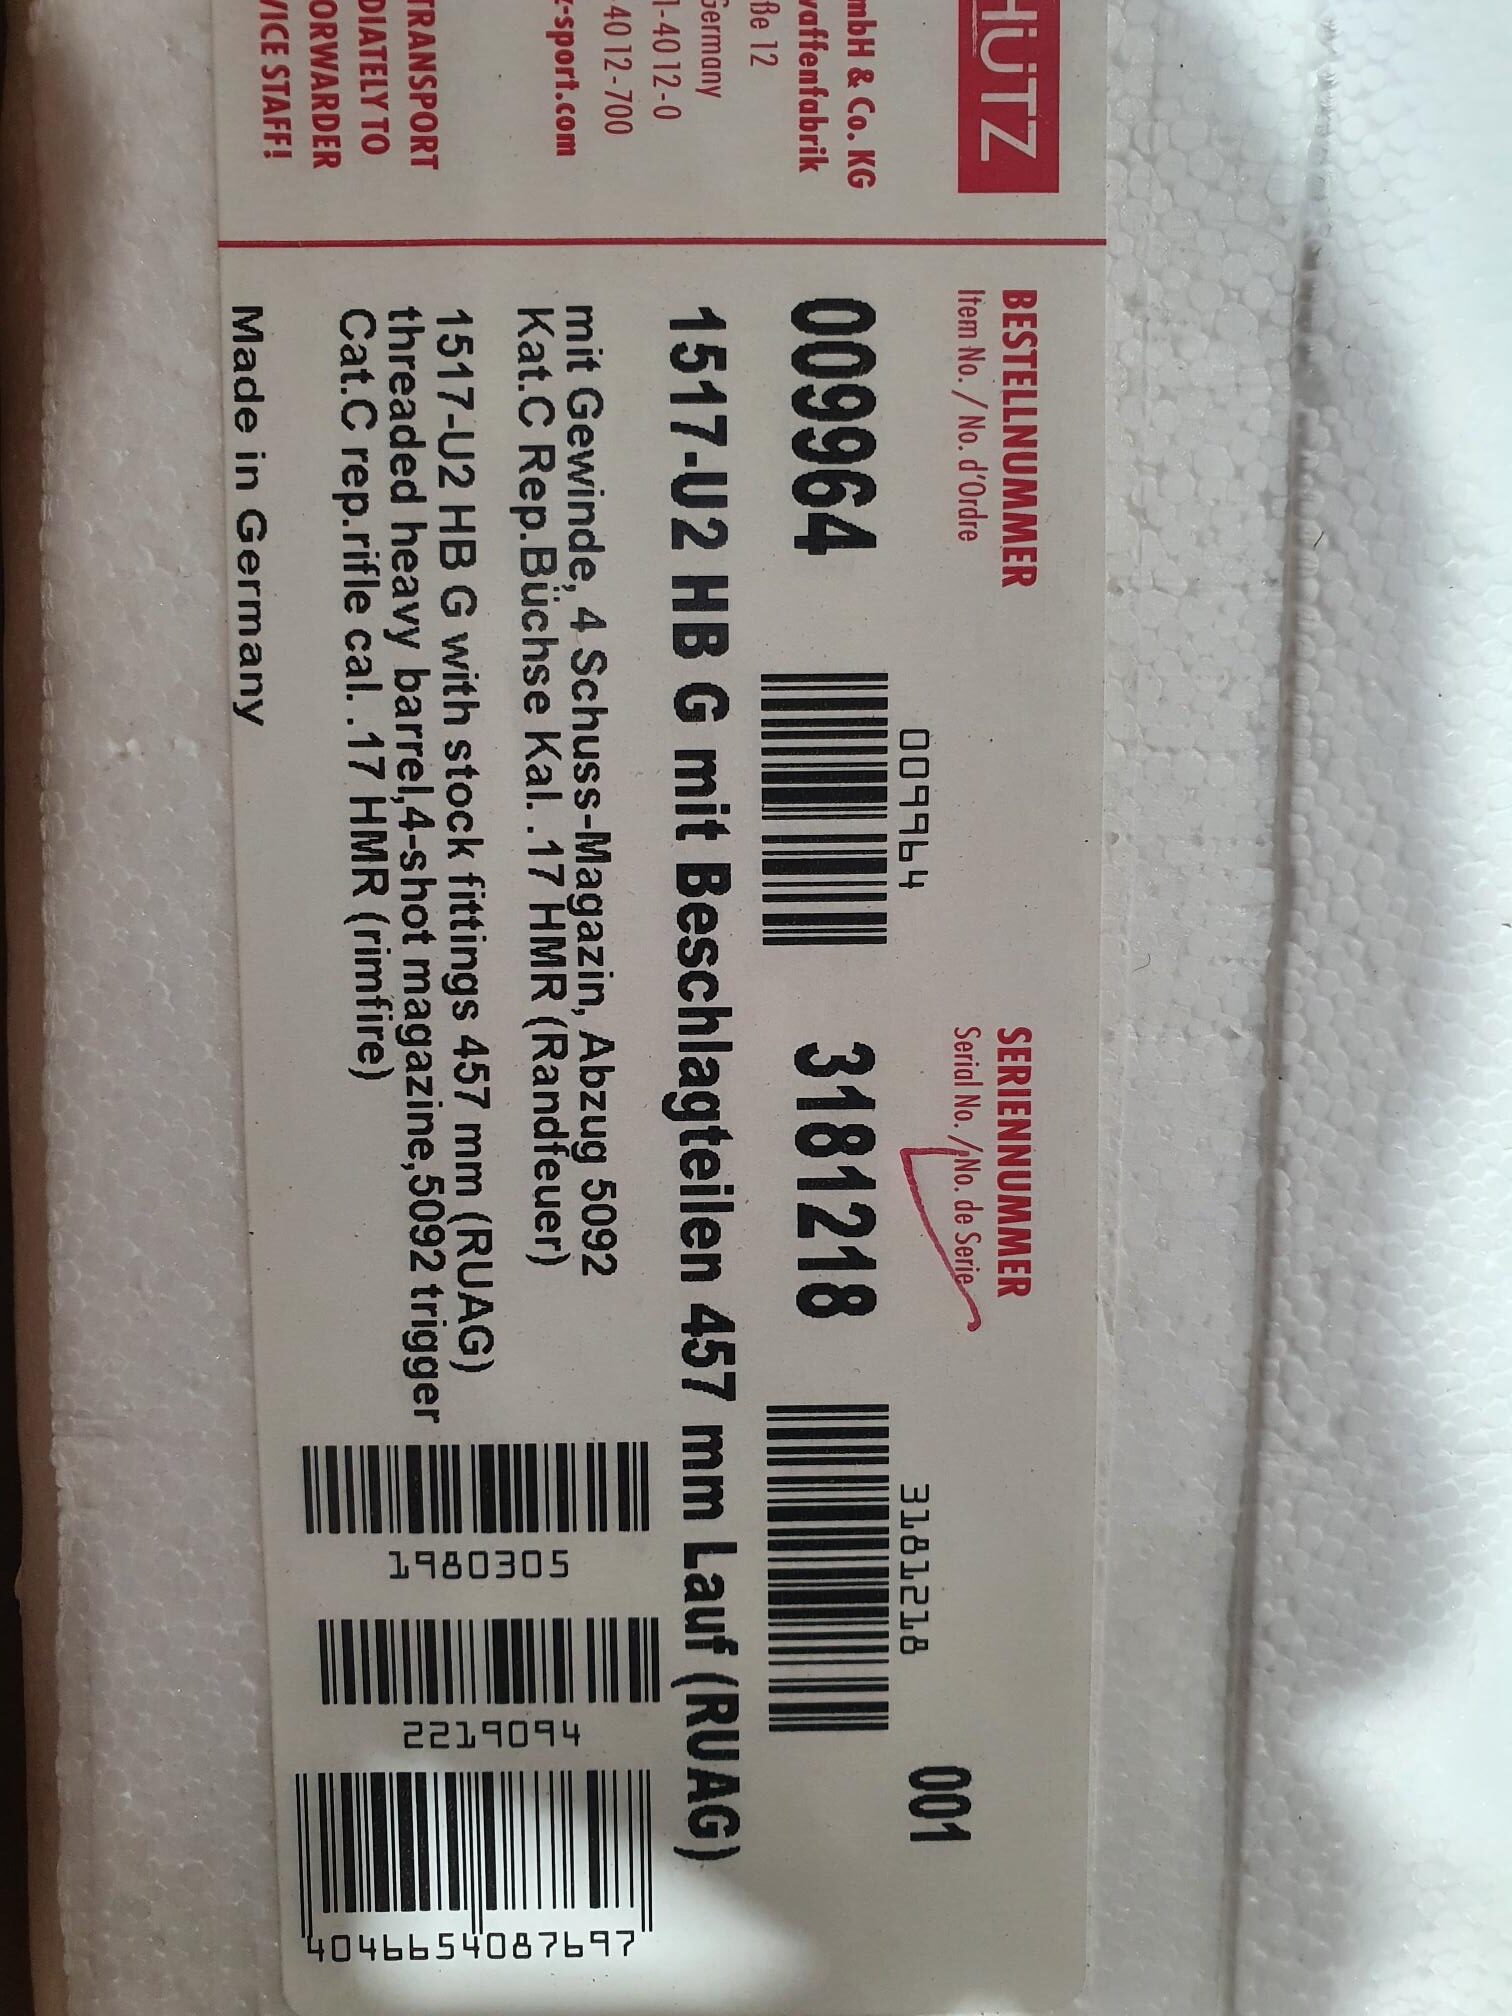 HÜTZ
mbH & Co. KG
waffenfabrik
ße 12
Germany
1-4012-0
4012-700
-sport.com
TRANSPORT
DIATELY TO
ORWARDER
VICE STAFF!
BESTELLNUMMER
Item No. / No. d'Ordre
009964
009964
SERIENNUMMER
Serial No. / No. de Serie
3181218
3181218
001
1517-U2 HB G mit Beschlagteilen 457 mm Lauf (RUAG)
mit Gewinde, 4 Schuss-Magazin, Abzug 5092
Kat.C Rep.Büchse Kal. .17 HMR (Randfeuer)
1517-U2 HB G with stock fittings 457 mm (RUAG)
threaded heavy barrel,4-shot magazine,5092 trigger
Cat.C rep.rifle cal. .17 HMR (rimfire)
Made in Germany
1980305
2219094
4046654087697